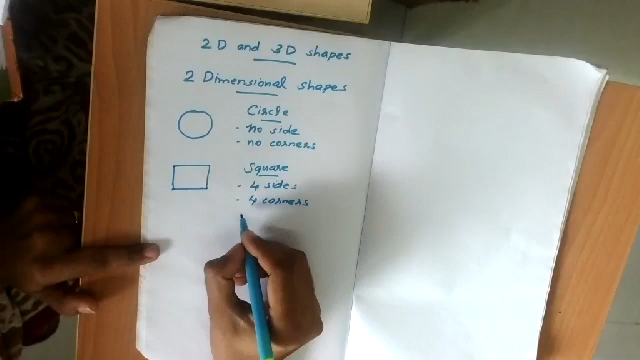 2D and 3D shapes
2 Dimensional shapes
Circle
- no side
- no corners
Square
- 4 sides
- 4 corners